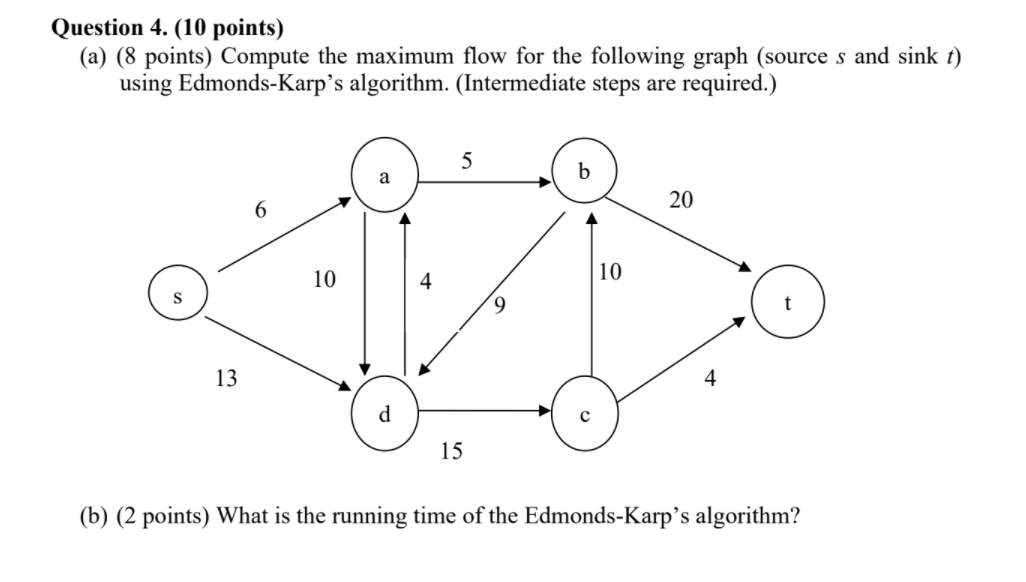 Question 4. (10 points)
(a) (8 points) Compute the maximum flow for the following graph (source s and sink t)
using Edmonds-Karp's algorithm. (Intermediate steps are required.)
5
a
b
6
20
10
4
10
9
s
t
13
4
d
c
15
(b) (2 points) What is the running time of the Edmonds-Karp's algorithm?